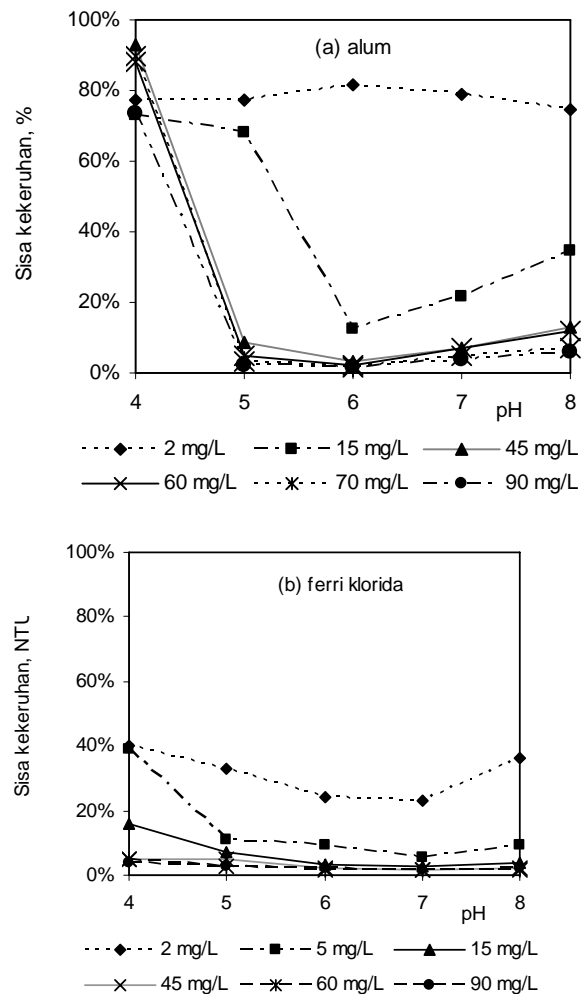 (a) alum
Sisa kekeruhan, %
100%
80%
60%
40%
20%
0%
4 5 6 7 8
pH
2 mg/L 15 mg/L 45 mg/L
60 mg/L 70 mg/L 90 mg/L
(b) ferri klorida
Sisa kekeruhan, NTU
100%
80%
60%
40%
20%
0%
4 5 6 7 8
pH
2 mg/L 5 mg/L 15 mg/L
45 mg/L 60 mg/L 90 mg/L